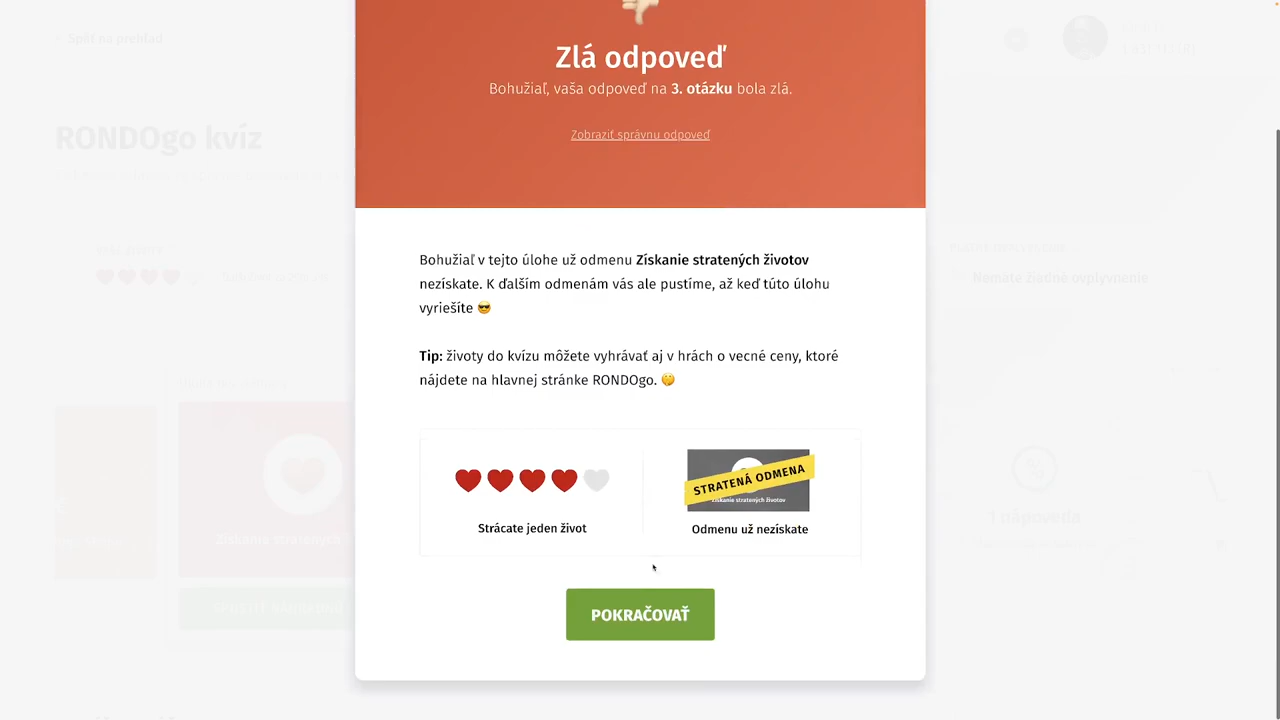 Späť na prehľad
Zlá odpoveď
Bohužiaľ, vaša odpoveď na 3. otázku bola zlá.
Zobraziť správnu odpoveď
RONDOgo kvíz
Bohužiaľ v tejto úlohe už odmenu Získanie stratených životov
nezískate. K ďalším odmenám vás ale pustíme, až keď túto úlohu
vyriešíte 😎
Tip: životy do kvízu môžete vyhrávať aj v hrách o vecné ceny, ktoré
nájdete na hlavnej stránke RONDOgo. 🤭
STRATENÁ ODMENA
Získanie stratených životov
Strácate jeden život
Odmenu už nezískate
POKRAČOVAŤ
Nemáte žiadne ovplyvnenie
1 nápoveda
Získanie stratených